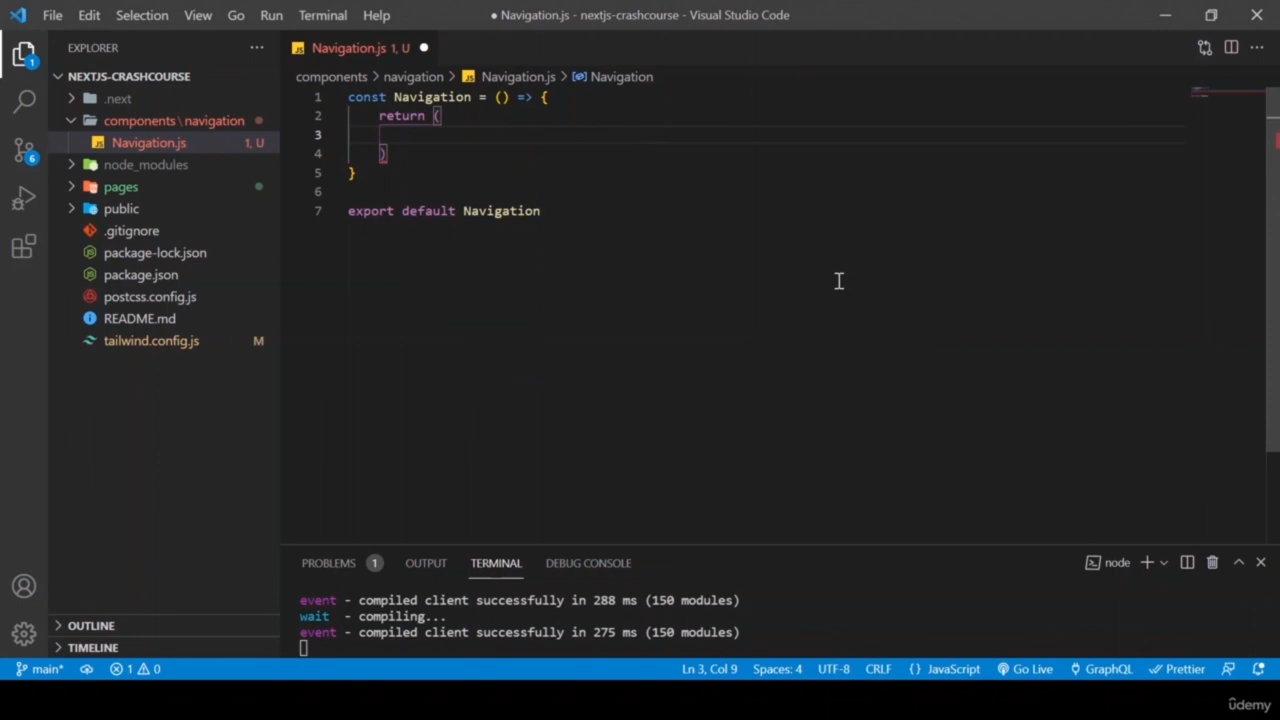 File Edit Selection View Go Run Terminal Help
● Navigation.js - nextjs-crashcourse - Visual Studio Code
EXPLORER
NEXTJS-CRASHCOURSE
.next
components \ navigation
Navigation.js 1, U
node_modules
pages
public
.gitignore
package-lock.json
package.json
postcss.config.js
README.md
tailwind.config.js M
OUTLINE
TIMELINE
1
6
Navigation.js 1, U
components > navigation > Navigation.js > Navigation
1 const Navigation = () => {
2 return (
3
4 )
5 }
6
7 export default Navigation
PROBLEMS 1 OUTPUT TERMINAL DEBUG CONSOLE
node
event - compiled client successfully in 288 ms (150 modules)
wait - compiling...
event - compiled client successfully in 275 ms (150 modules)
main* 1 0
Ln 3, Col 9 Spaces: 4 UTF-8 CRLF {} JavaScript Go Live GraphQL Prettier
ûdemy